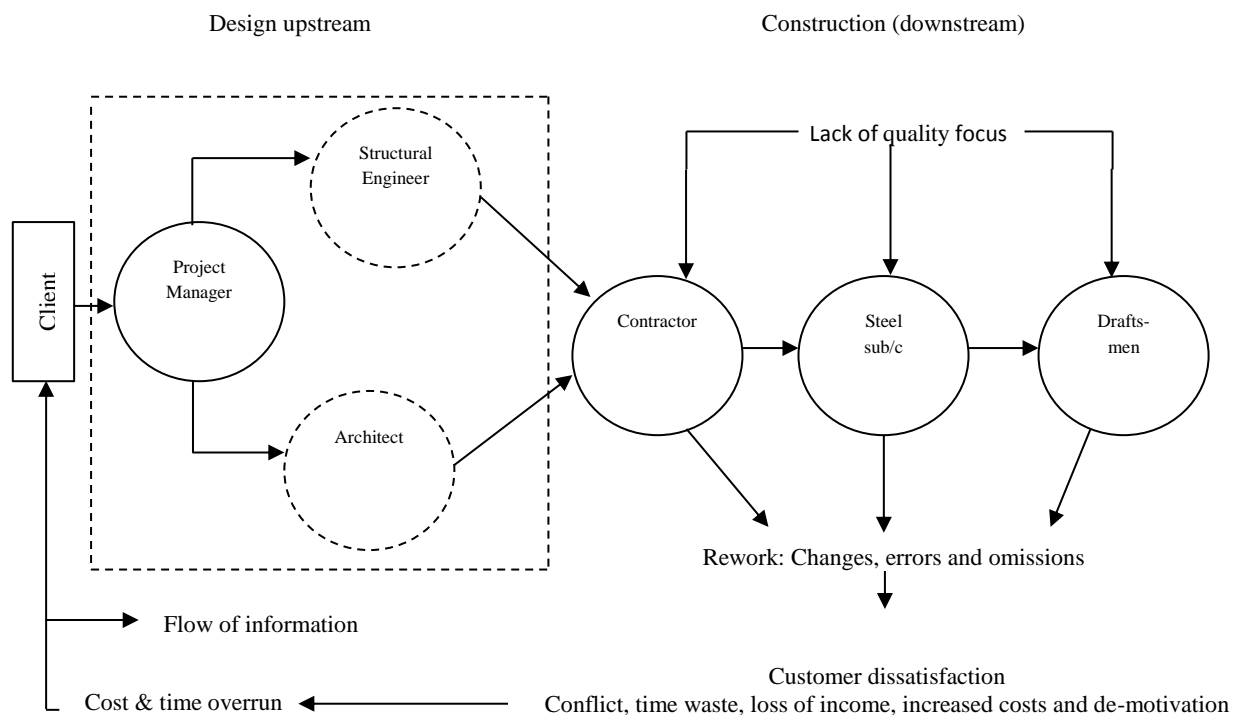 Design upstream
Construction (downstream)
Lack of quality focus
Structural
Engineer
Project
Manager
Client
Contractor
Steel
sub/c
Drafts-
men
Architect
Rework: Changes, errors and omissions
Flow of information
Customer dissatisfaction
Cost & time overrun
Conflict, time waste, loss of income, increased costs and de-motivation